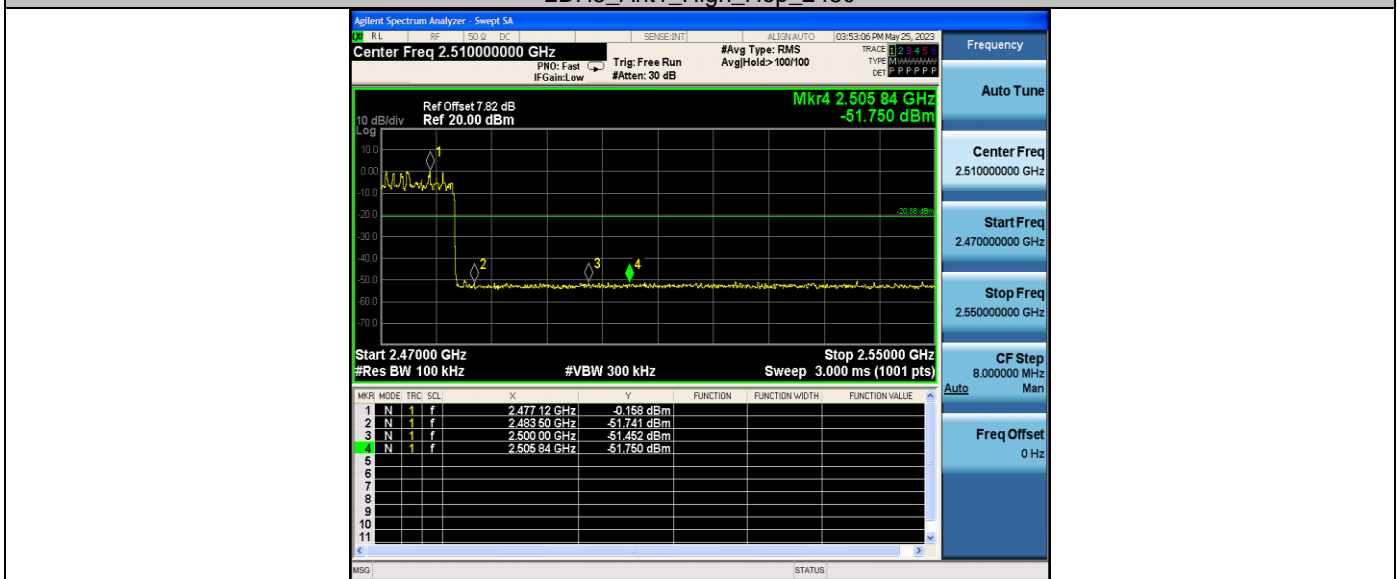 2DH5_Ant1_High_Hop_2480
Agilent Spectrum Analyzer - Swept SA
RL RF 50 Ω DC SENSE:INT ALIGNAUTO 03:53:06 PM May 25, 2023
Center Freq 2.510000000 GHz
PNO: Fast
IFGain:Low
Trig: Free Run
#Atten: 30 dB
#Avg Type: RMS
Avg|Hold:> 100/100
TRACE 1 2 3 4 5 6
TYPE M W W W W W
DET P P P P P P
Ref Offset 7.82 dB
10 dB/div Ref 20.00 dBm
Log
Mkr4 2.505 84 GHz
-51.750 dBm
10.0
0.00
-10.0
-20.0
-30.0
-40.0
-50.0
-60.0
-70.0
1
2
3
4
-20.88 dBm
Start 2.47000 GHz Stop 2.55000 GHz
#Res BW 100 kHz #VBW 300 kHz Sweep 3.000 ms (1001 pts)
MKR MODE TRC SCL X Y FUNCTION FUNCTION WIDTH FUNCTION VALUE
1 N 1 f 2.477 12 GHz -0.158 dBm
2 N 1 f 2.483 50 GHz -51.741 dBm
3 N 1 f 2.500 00 GHz -51.452 dBm
4 N 1 f 2.505 84 GHz -51.750 dBm
5
6
7
8
9
10
11
MSG STATUS
Frequency
Auto Tune
Center Freq
2.510000000 GHz
Start Freq
2.470000000 GHz
Stop Freq
2.550000000 GHz
CF Step
8.000000 MHz
Auto Man
Freq Offset
0 Hz